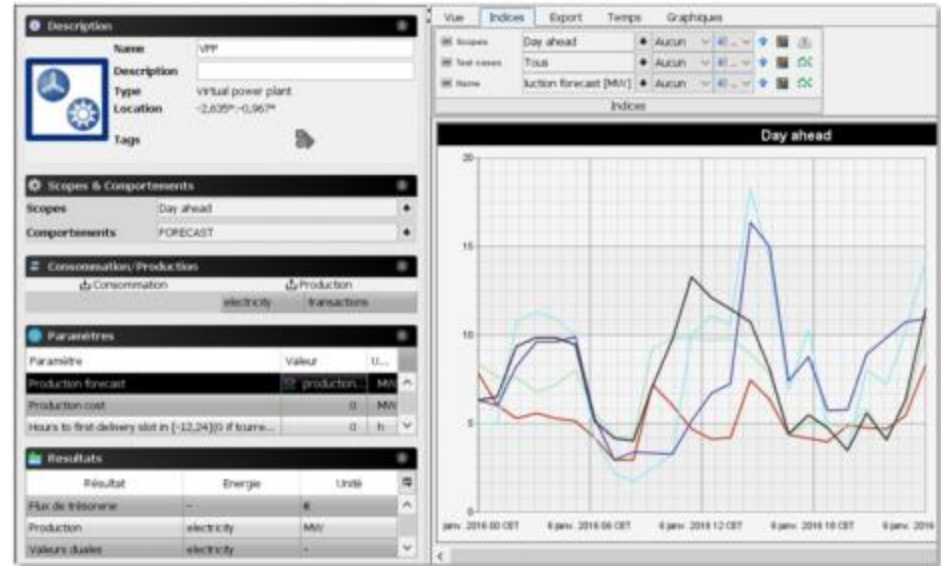 Description
Name VPP
Description
Type Virtual power plant
Location -2,635°;-0,967°
Tags
Scopes & Comportements
Scopes Day ahead
Comportements FORECAST
Consommation/Production
Consommation Production
electricity transactions
Paramètres
Paramètre Valeur U...
Production forecast production... MW
Production cost 0 MW
Hours to first delivery slot in [-12,24](0 if 0 h
Résultats
Résultat Energie Unité
Flux de trésorerie - €
Production electricity MW
Valeurs duales electricity -
Vue Indices Export Temps Graphiques
Scopes Day ahead Aucun
Test cases Tous Aucun
Name duction forecast [MW] Aucun
Indices
Day ahead
20
15
10
5
0
janv. 2016 00 CET 6 janv. 2016 06 CET 6 janv. 2016 12 CET 6 janv. 2016 18 CET 6 janv. 2016